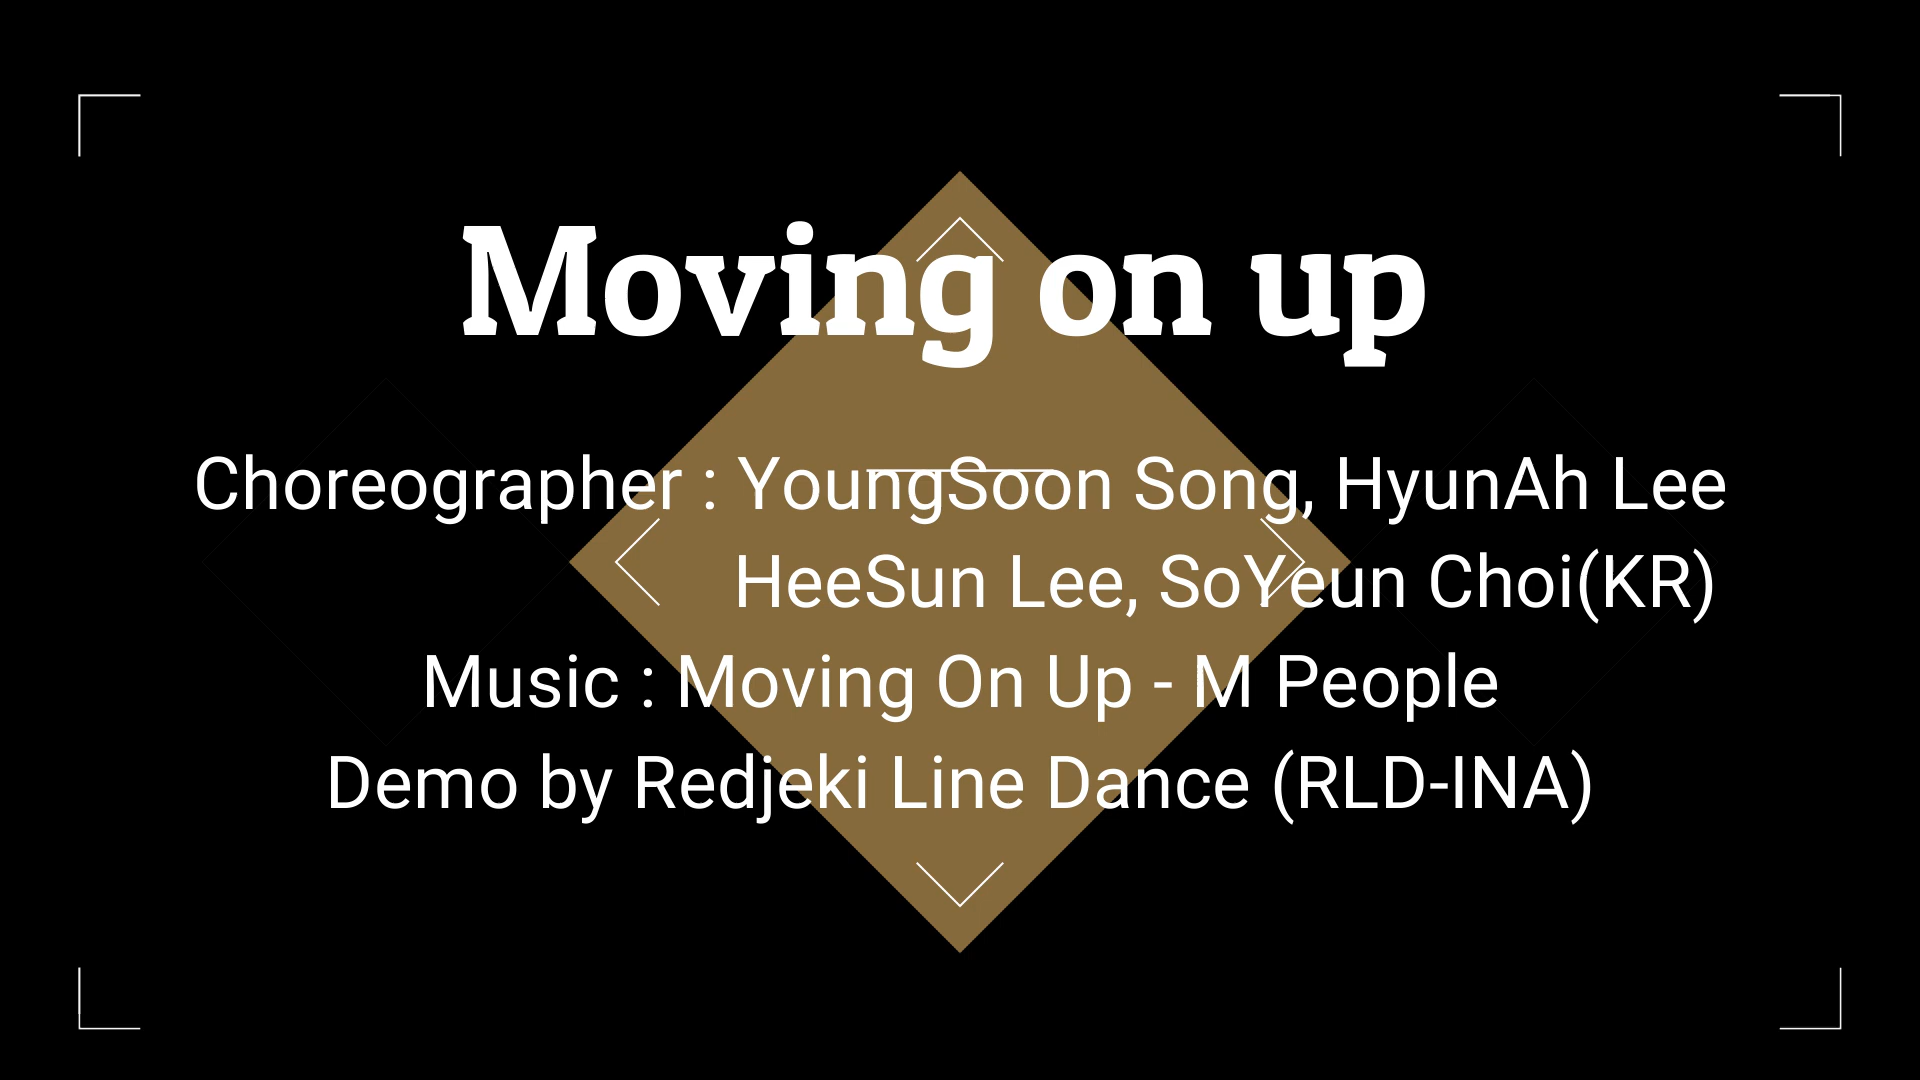 Moving on up
Choreographer : YoungSoon Song, HyunAh Lee
HeeSun Lee, SoYeun Choi(KR)
Music : Moving On Up - M People
Demo by Redjeki Line Dance (RLD-INA)